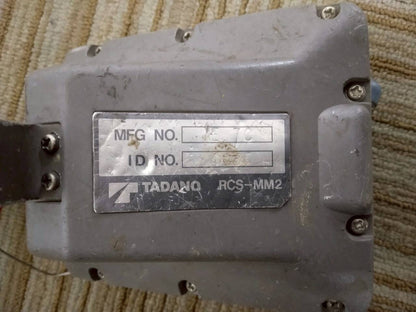 MFG NO.
ID NO.
TADANO RCS-MM2